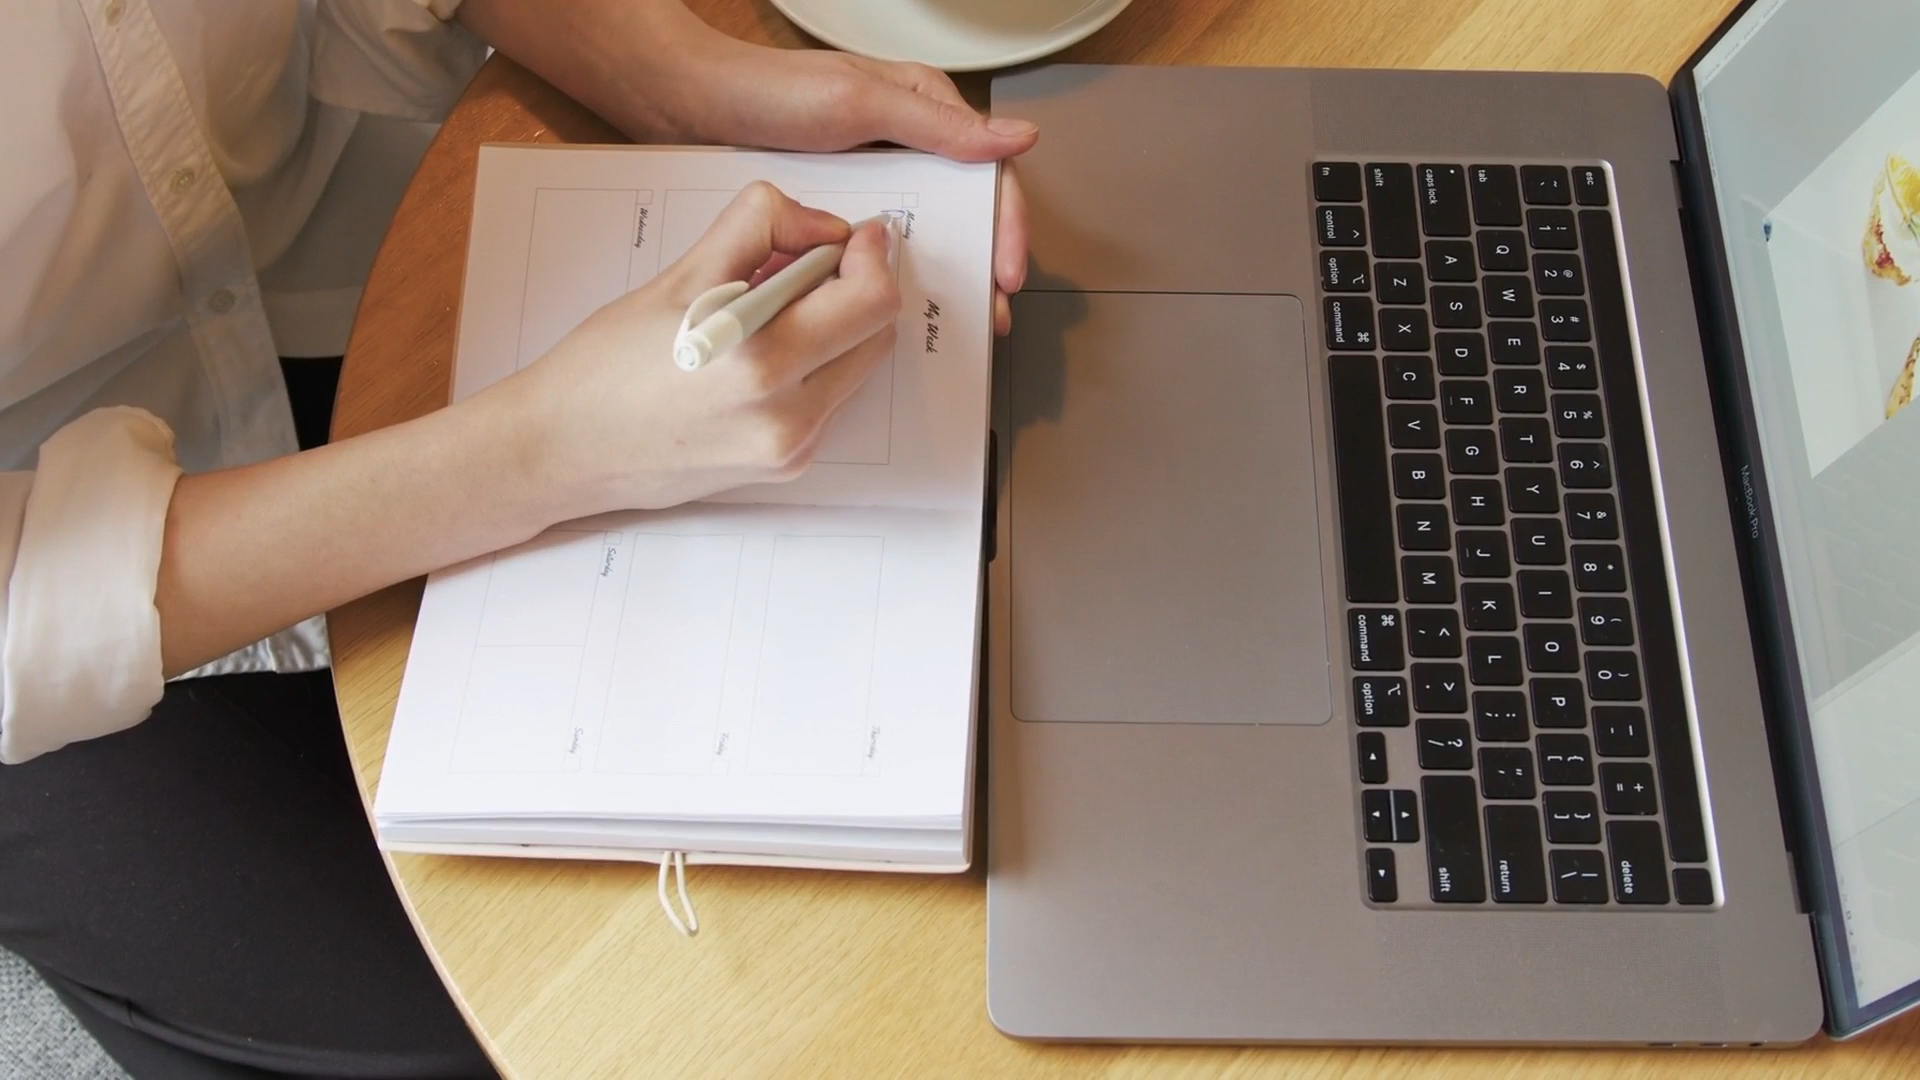 My Week
Monday
Wednesday
Thursday
Friday
Saturday
Sunday
MacBook Pro
esc
~ `
! 1
@ 2
# 3
$ 4
% 5
^ 6
& 7
* 8
( 9
) 0
_ -
+ =
delete
tab
Q W E R T Y U I O P
{ [
} ]
| \
caps lock
A S D F G H J K L
: ;
" '
return
shift
Z X C V B N M
< ,
> .
? /
shift
fn
control ^
option ⌥
command ⌘
⌘ command
⌥ option
◀ ▲ ▼ ▶